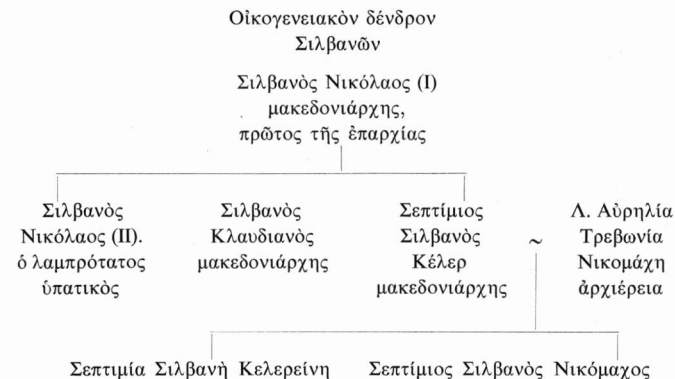 Οἰκογενειακὸν δένδρον
Σιλβανῶν
Σιλβανὸς Νικόλαος (Ι)
μακεδονιάρχης,
πρῶτος τῆς ἐπαρχίας
Σιλβανὸς Σιλβανὸς Σεπτίμιος Λ. Αὐρηλία
Νικόλαος (ΙΙ). Κλαυδιανὸς Σιλβανὸς ~ Τρεβωνία
ὁ λαμπρότατος μακεδονιάρχης Κέλερ Νικομάχη
ὑπατικὸς μακεδονιάρχης ἀρχιέρεια
Σεπτιμία Σιλβανὴ Κελερείνη Σεπτίμιος Σιλβανὸς Νικόμαχος